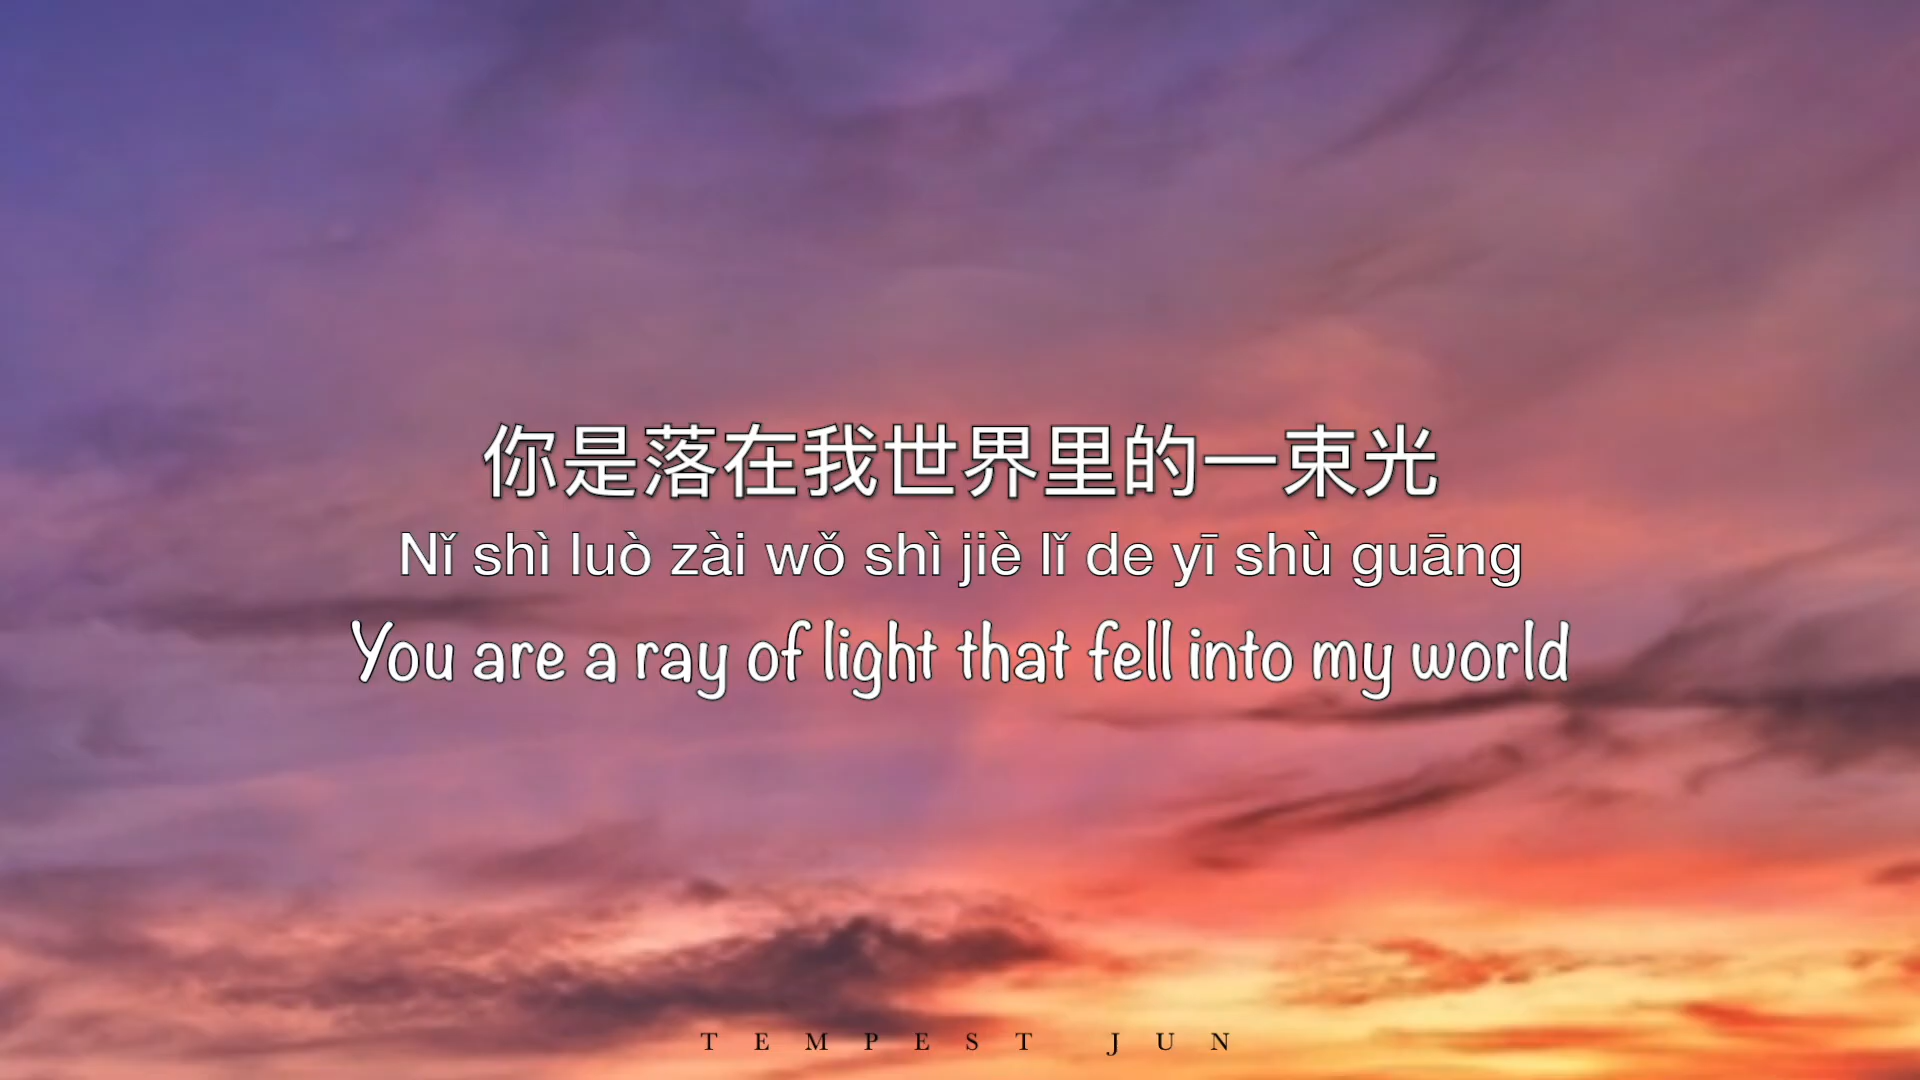 你是落在我世界里的一束光
Nǐ shì luò zài wǒ shì jiè lǐ de yī shù guāng
You are a ray of light that fell into my world
TEMPEST JUN